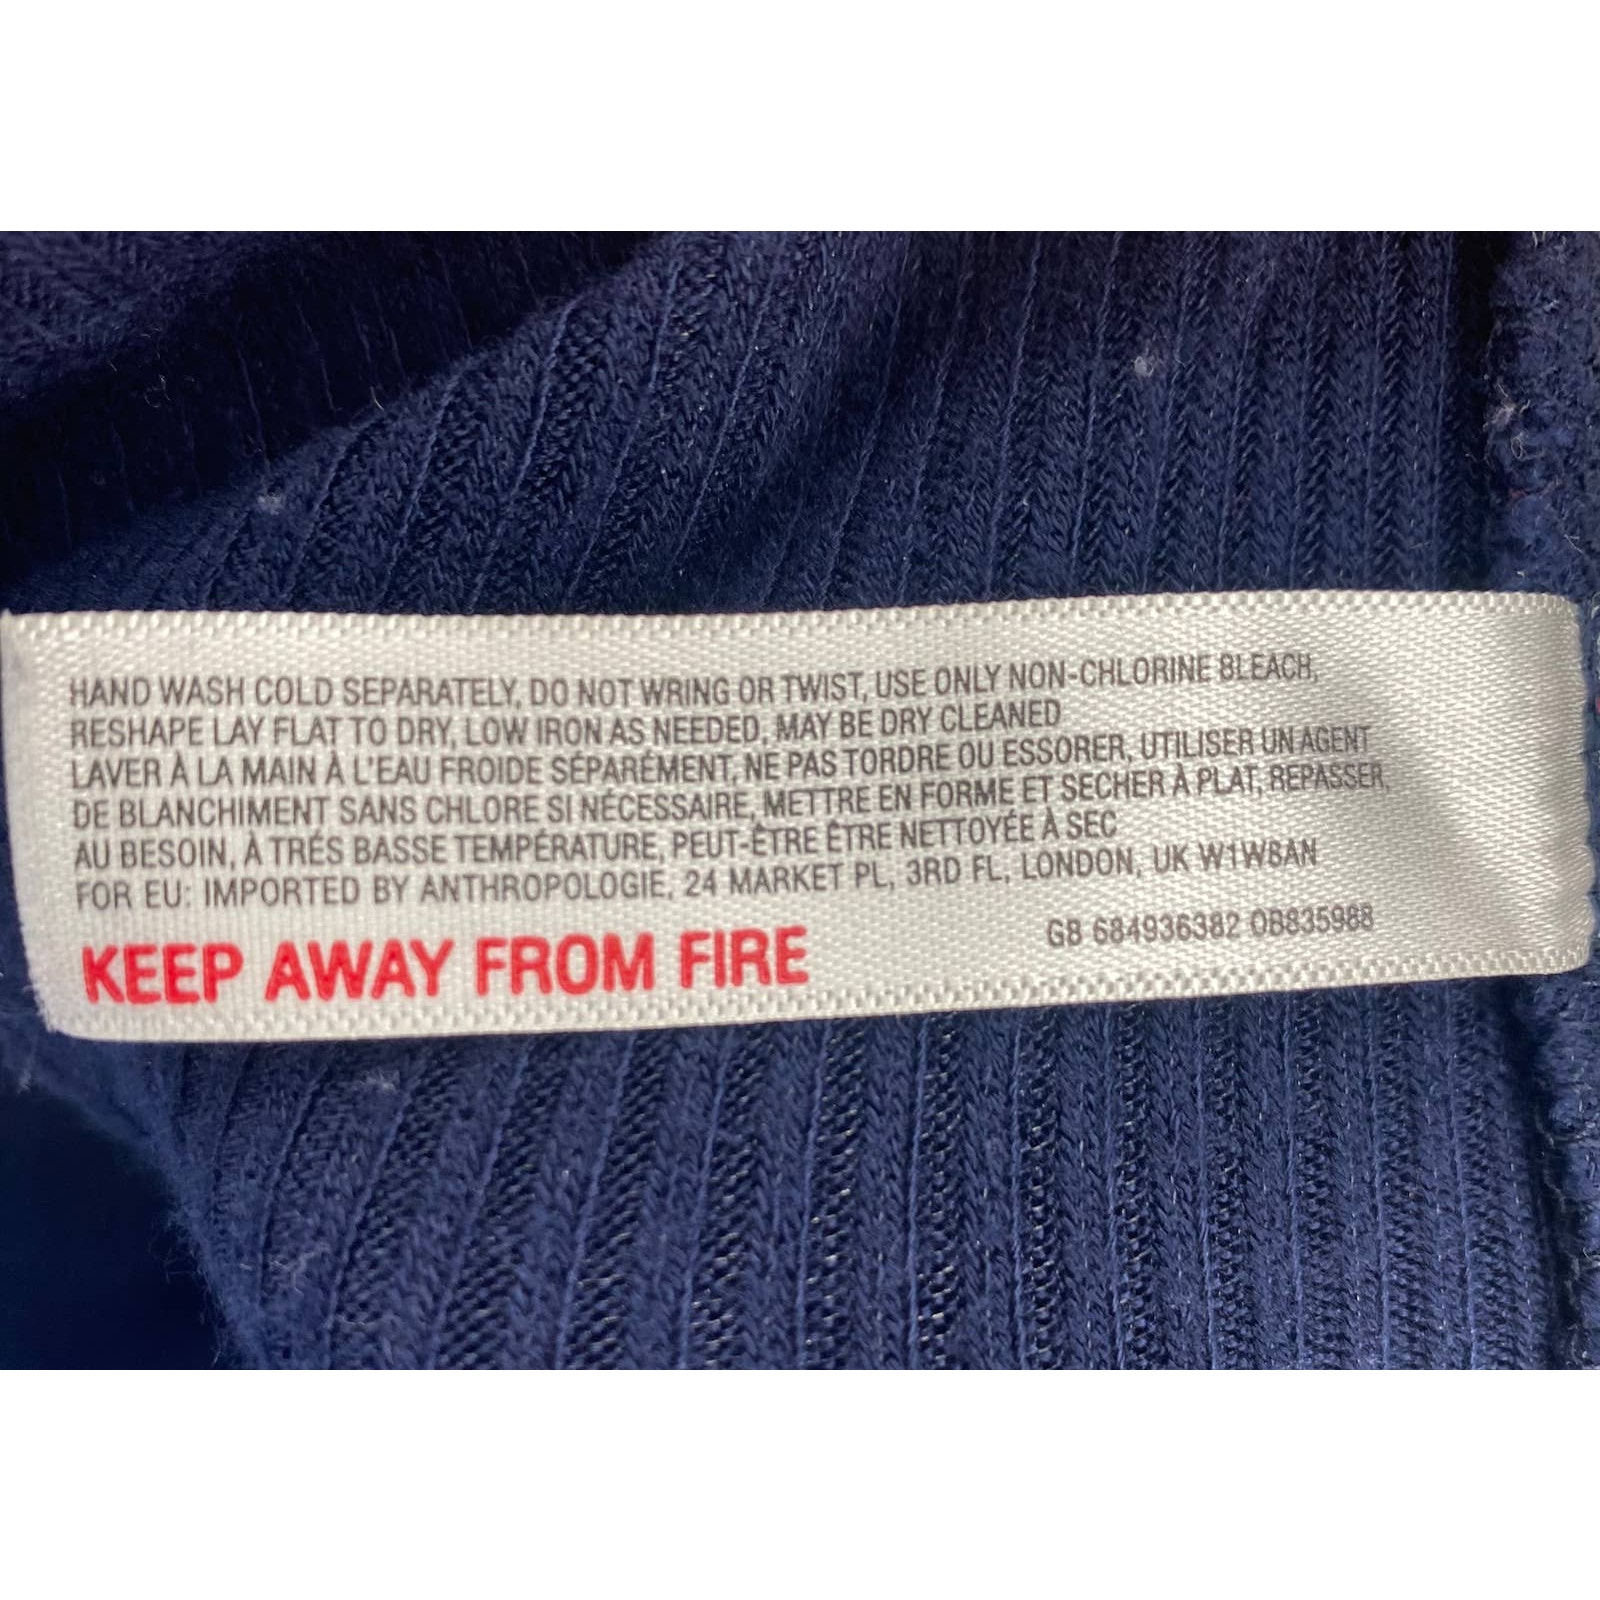 HAND WASH COLD SEPARATELY, DO NOT WRING OR TWIST, USE ONLY NON-CHLORINE BLEACH,
RESHAPE LAY FLAT TO DRY, LOW IRON AS NEEDED, MAY BE DRY CLEANED
LAVER À LA MAIN À L'EAU FROIDE SÉPARÉMENT, NE PAS TORDRE OU ESSORER, UTILISER UN AGENT
DE BLANCHIMENT SANS CHLORE SI NÉCESSAIRE, METTRE EN FORME ET SECHER À PLAT, REPASSER,
AU BESOIN, À TRÉS BASSE TEMPÉRATURE, PEUT-ÊTRE ÊTRE NETTOYÉE À SEC
FOR EU: IMPORTED BY ANTHROPOLOGIE, 24 MARKET PL, 3RD FL, LONDON, UK W1W8AN
KEEP AWAY FROM FIRE
GB 684936382 OB835988